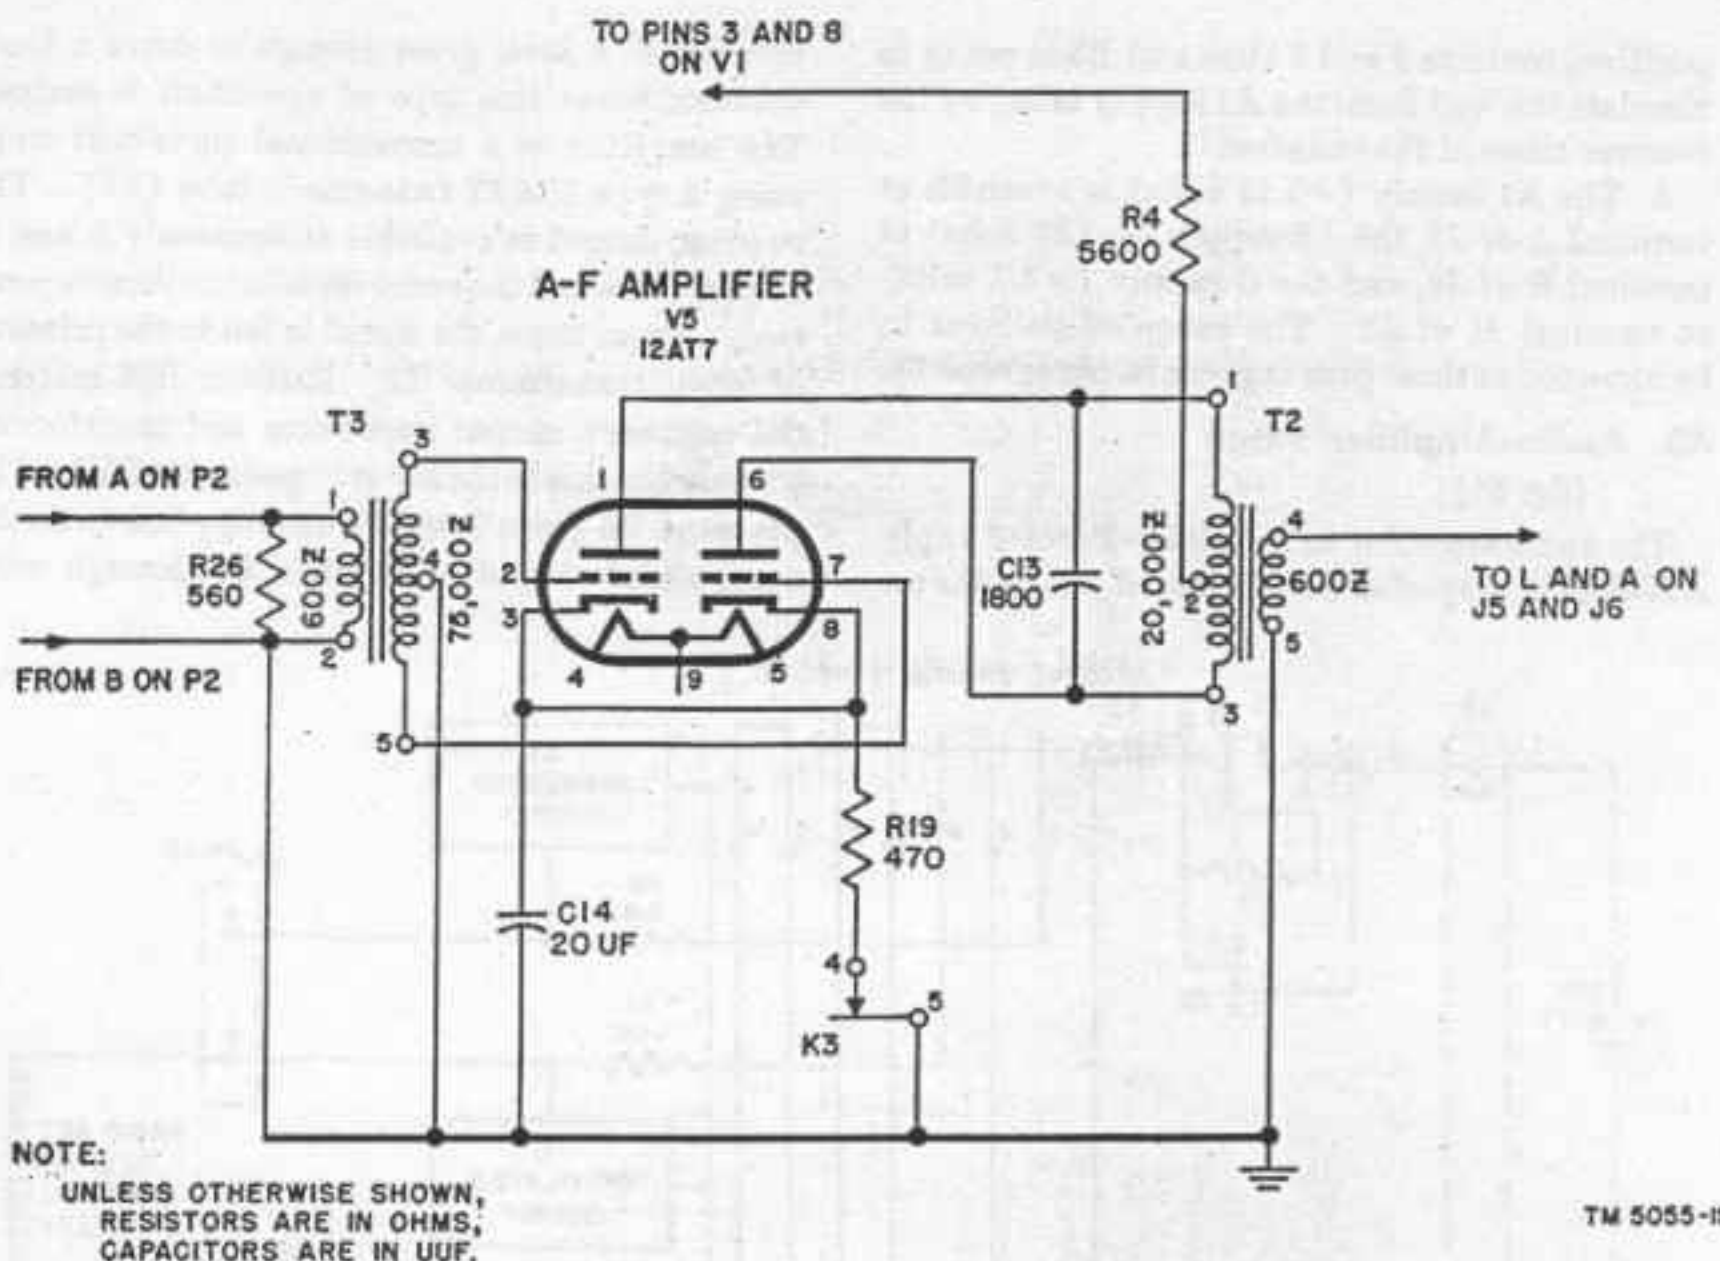 TO PINS 3 AND 8
ON V1
R4
5600
A-F AMPLIFIER
V5
12AT7
T3
T2
FROM A ON P2
FROM B ON P2
R26
560
1
2
600Z
3
4
5
75,000Z
1
6
2
7
3
8
4
9
5
C13
1800
1
2
3
20,000Z
4
600Z
5
TO L AND A ON
J5 AND J6
R19
470
C14
20 UF
4
5
K3
NOTE:
UNLESS OTHERWISE SHOWN,
RESISTORS ARE IN OHMS,
CAPACITORS ARE IN UUF.
TM 5055-